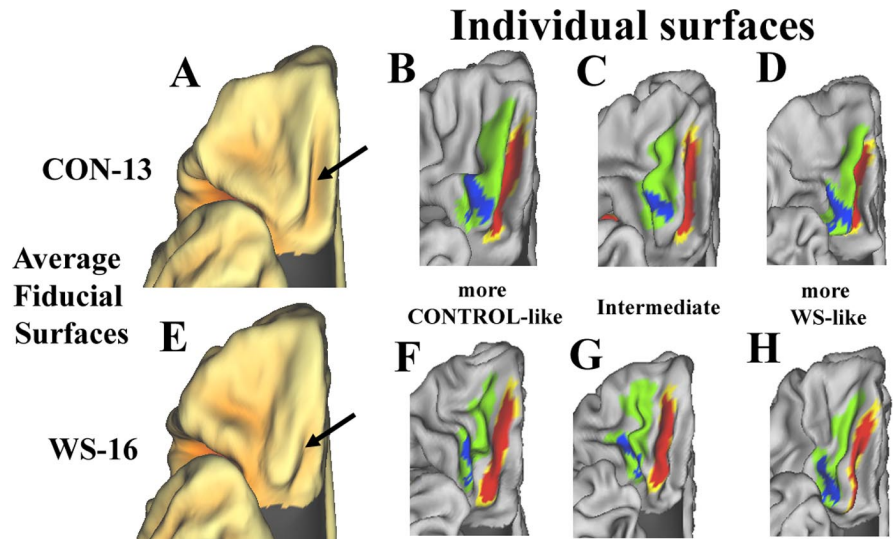 Individual surfaces
A
B
C
D
CON-13
Average
Fiducial
Surfaces
more
CONTROL-like
Intermediate
more
WS-like
E
F
G
H
WS-16